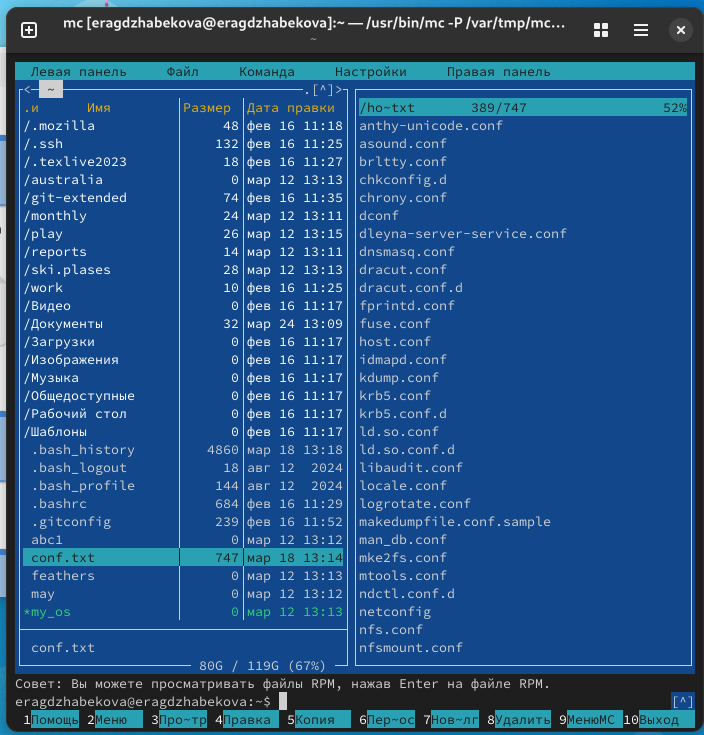 mc [eragdzhabekova@eragdzhabekova]:~ — /usr/bin/mc -P /var/tmp/mc…
~
Левая панель Файл Команда Настройки Правая панель
<─ ~ .[^]>
.и Имя Размер Дата правки
/.mozilla 48 фев 16 11:18
/.ssh 132 фев 16 11:25
/.texlive2023 18 фев 16 11:27
/australia 0 мар 12 13:13
/git-extended 74 фев 16 11:35
/monthly 24 мар 12 13:11
/play 26 мар 12 13:15
/reports 14 мар 12 13:11
/ski.plases 28 мар 12 13:13
/work 10 фев 16 11:25
/Видео 0 фев 16 11:17
/Документы 32 мар 24 13:09
/Загрузки 0 фев 16 11:17
/Изображения 0 фев 16 11:17
/Музыка 0 фев 16 11:17
/Общедоступные 0 фев 16 11:17
/Рабочий стол 0 фев 16 11:17
/Шаблоны 0 фев 16 11:17
.bash_history 4860 мар 18 13:18
.bash_logout 18 авг 12 2024
.bash_profile 144 авг 12 2024
.bashrc 684 фев 16 11:29
.gitconfig 239 фев 16 11:52
abc1 0 мар 12 13:12
conf.txt 747 мар 18 13:14
feathers 0 мар 12 13:13
may 0 мар 12 13:12
*my_os 0 мар 12 13:13
conf.txt
80G / 119G (67%)
/ho~txt 389/747 52%
anthy-unicode.conf
asound.conf
brltty.conf
chkconfig.d
chrony.conf
dconf
dleyna-server-service.conf
dnsmasq.conf
dracut.conf
dracut.conf.d
fprintd.conf
fuse.conf
host.conf
idmapd.conf
kdump.conf
krb5.conf
krb5.conf.d
ld.so.conf
ld.so.conf.d
libaudit.conf
locale.conf
logrotate.conf
makedumpfile.conf.sample
man_db.conf
mke2fs.conf
mtools.conf
ndctl.conf.d
netconfig
nfs.conf
nfsmount.conf
Совет: Вы можете просматривать файлы RPM, нажав Enter на файле RPM.
eragdzhabekova@eragdzhabekova:~$ [^]
1Помощь 2Меню 3Про~тр 4Правка 5Копия 6Пер~ос 7Нов~лг 8Удалить 9МенюMC 10Выход